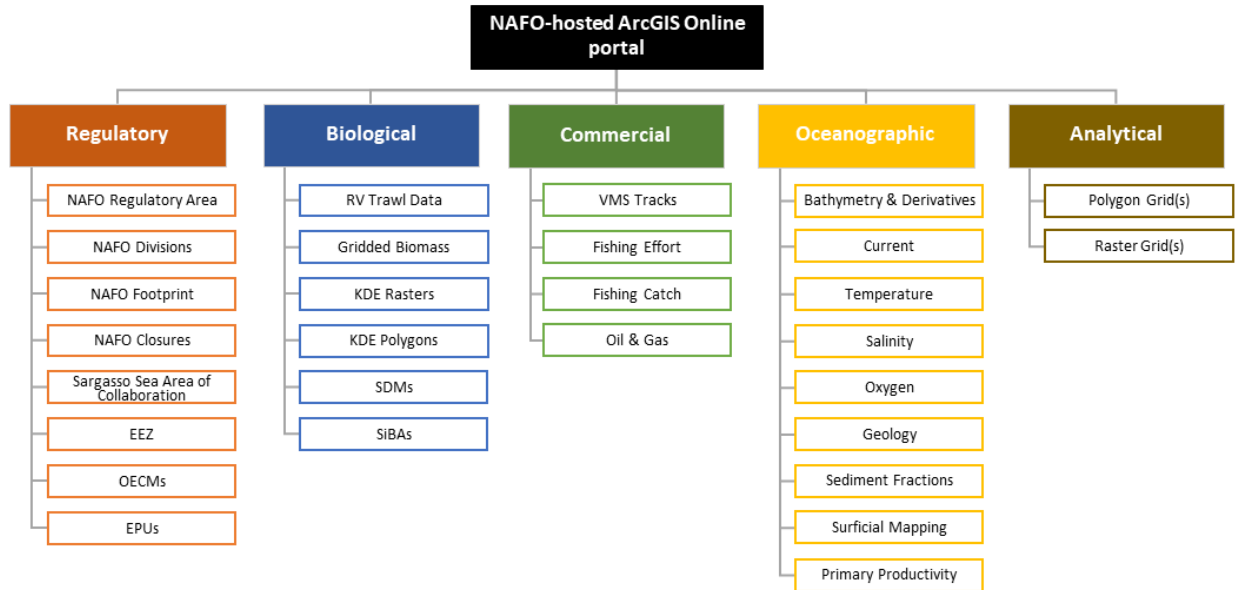 NAFO-hosted ArcGIS Online
portal
Regulatory
NAFO Regulatory Area
NAFO Divisions
NAFO Footprint
NAFO Closures
Sargasso Sea Area of
Collaboration
EEZ
OECMs
EPUs
Biological
RV Trawl Data
Gridded Biomass
KDE Rasters
KDE Polygons
SDMs
SiBAs
Commercial
VMS Tracks
Fishing Effort
Fishing Catch
Oil & Gas
Oceanographic
Bathymetry & Derivatives
Current
Temperature
Salinity
Oxygen
Geology
Sediment Fractions
Surficial Mapping
Primary Productivity
Analytical
Polygon Grid(s)
Raster Grid(s)